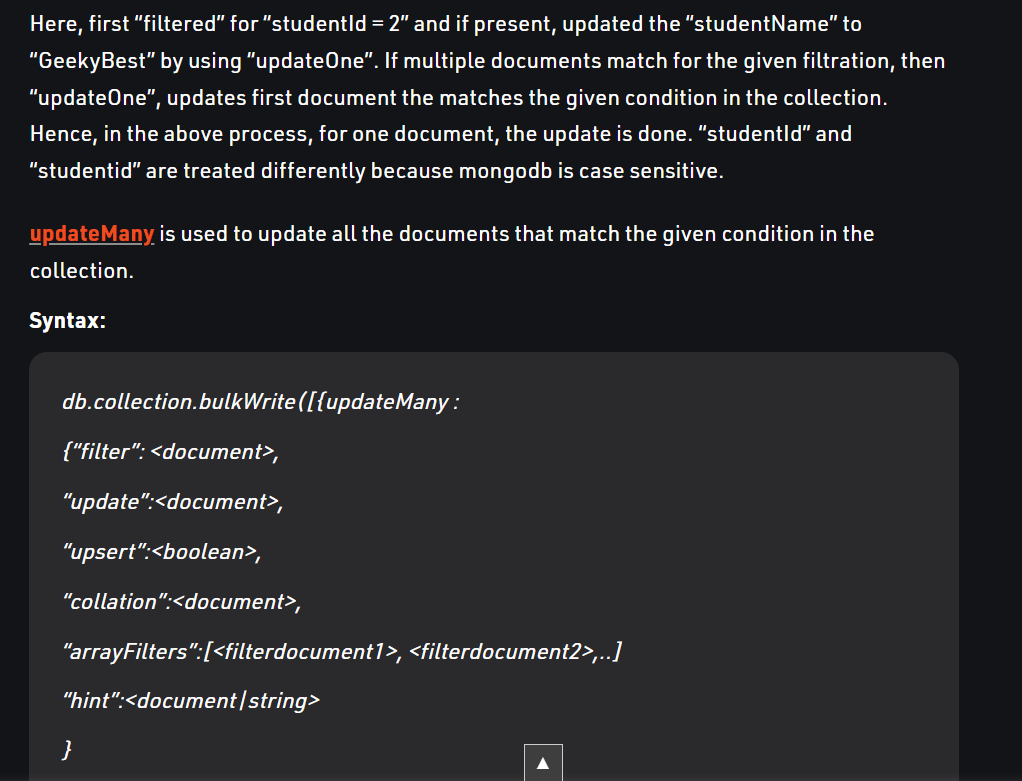 Here, first “filtered” for “studentId = 2” and if present, updated the “studentName” to
“GeekyBest” by using “updateOne”. If multiple documents match for the given filtration, then
“updateOne”, updates first document the matches the given condition in the collection.
Hence, in the above process, for one document, the update is done. “studentId” and
“studentid” are treated differently because mongodb is case sensitive.
updateMany is used to update all the documents that match the given condition in the
collection.
Syntax:
db.collection.bulkWrite([{updateMany :
{“filter”: <document>,
“update”:<document>,
“upsert”:<boolean>,
“collation”:<document>,
“arrayFilters”:[<filterdocument1>, <filterdocument2>,..]
“hint”:<document|string>
}